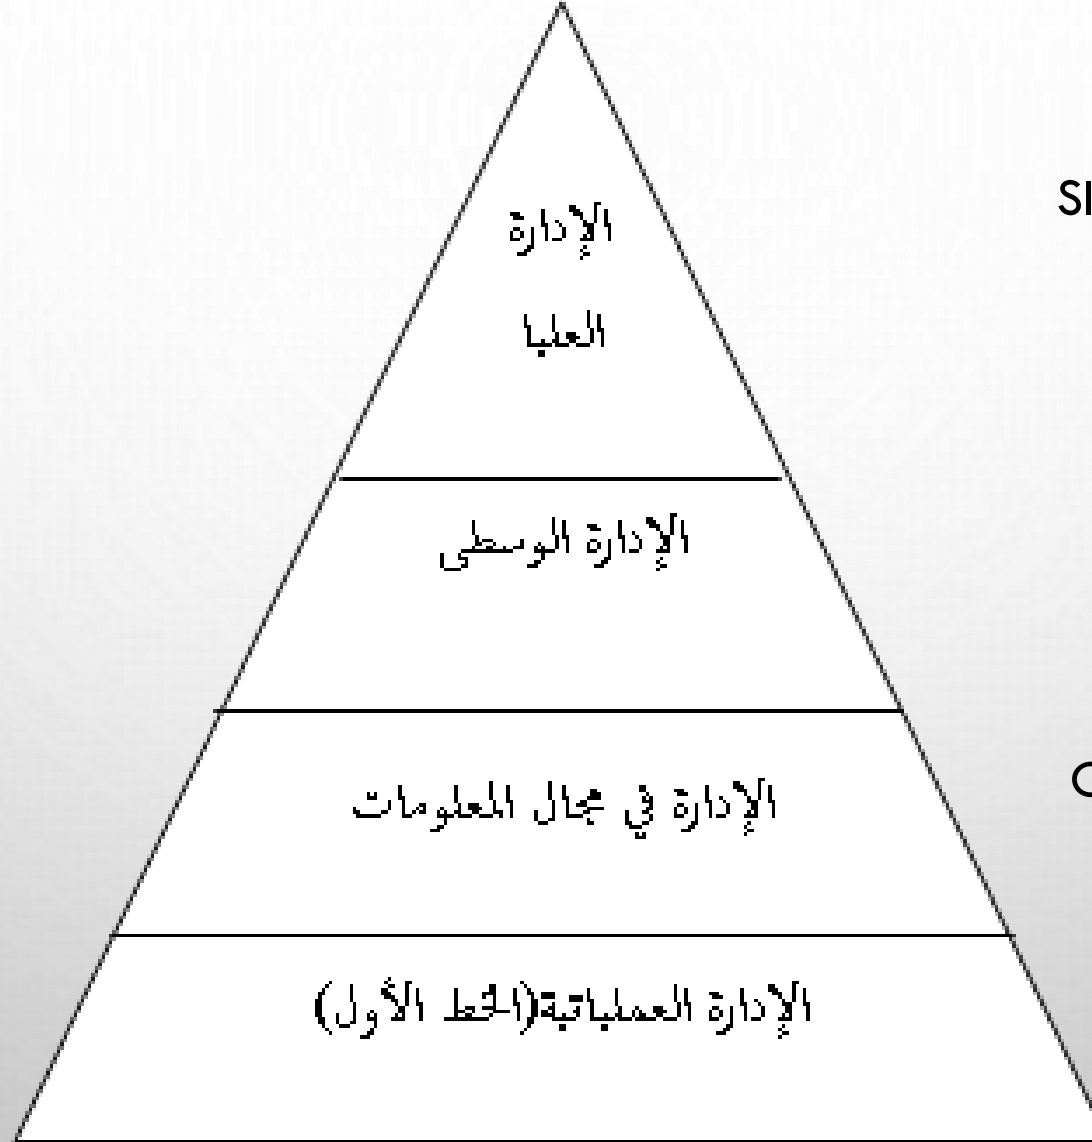 الإدارة
العليا
الإدارة الوسطى
الإدارة في مجال المعلومات
الإدارة العملياتية(الخط الأول)